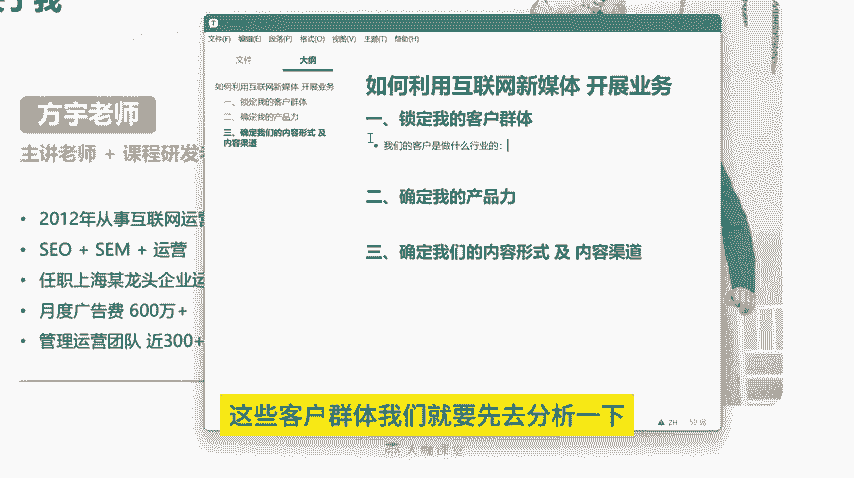 文件(F) 编辑(E) 段落(P) 格式(O) 视图(V) 主题(T) 帮助(H)
文件 大纲
如何利用互联网新媒体 开展业务
一、锁定我的客户群体
二、确定我的产品力
三、确定我们的内容形式 及
内容渠道
如何利用互联网新媒体 开展业务
一、锁定我的客户群体
• 我们的客户是做什么行业的:
二、确定我的产品力
三、确定我们的内容形式 及 内容渠道
方宇老师
主讲老师 + 课程研发
• 2012年从事互联网运营
• SEO + SEM + 运营
• 任职上海某龙头企业运
• 月度广告费 600万+
• 管理运营团队 近300+
这些客户群体我们就要先去分析一下
ZH